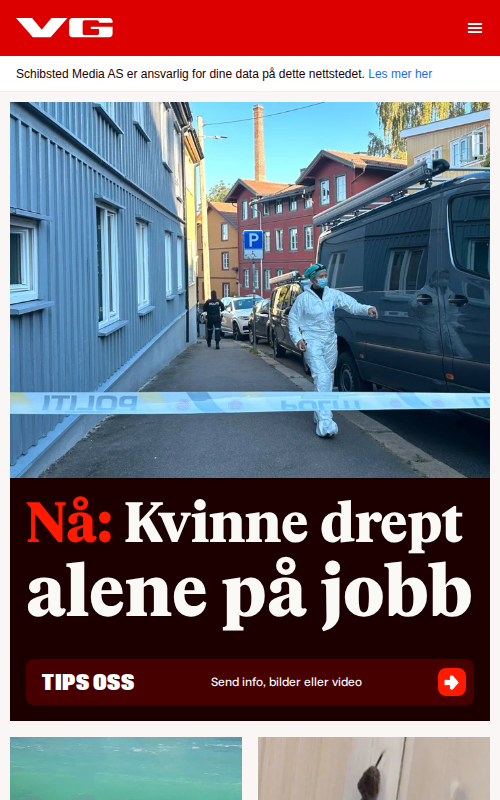 VG
Schibsted Media AS er ansvarlig for dine data på dette nettstedet. Les mer her
P
POLITI POLITI
Nå: Kvinne drept
alene på jobb
TIPS OSS
Send info, bilder eller video